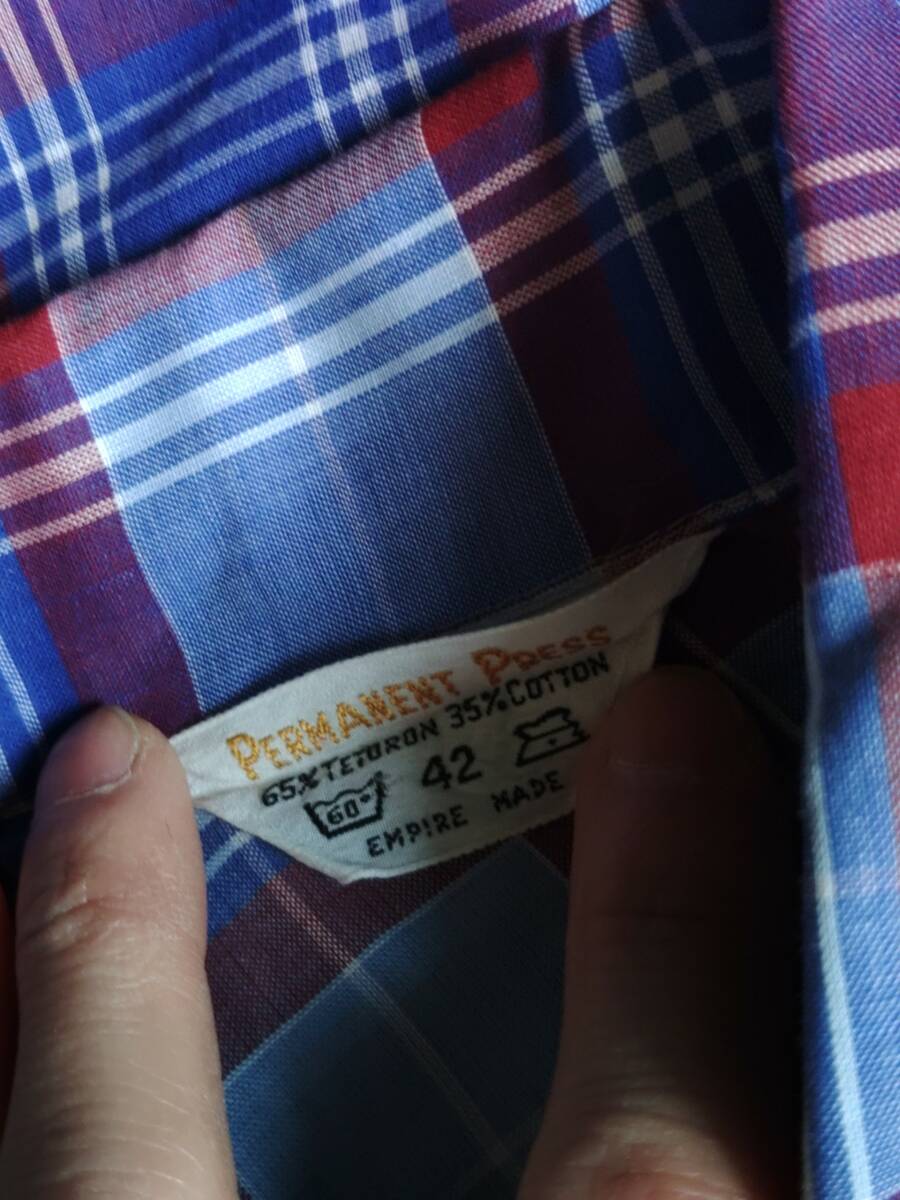 PERMANENT PRESS
65% TETORON 35% COTTON
60° 42
EMPIRE MADE